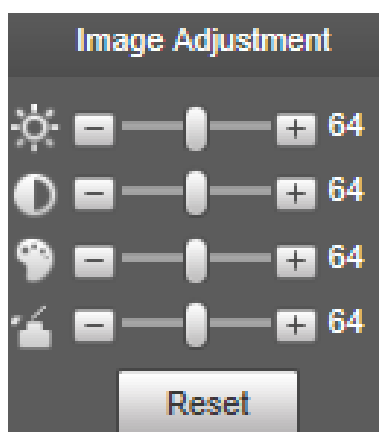 Image Adjustment
− + 64
− + 64
− + 64
− + 64
Reset